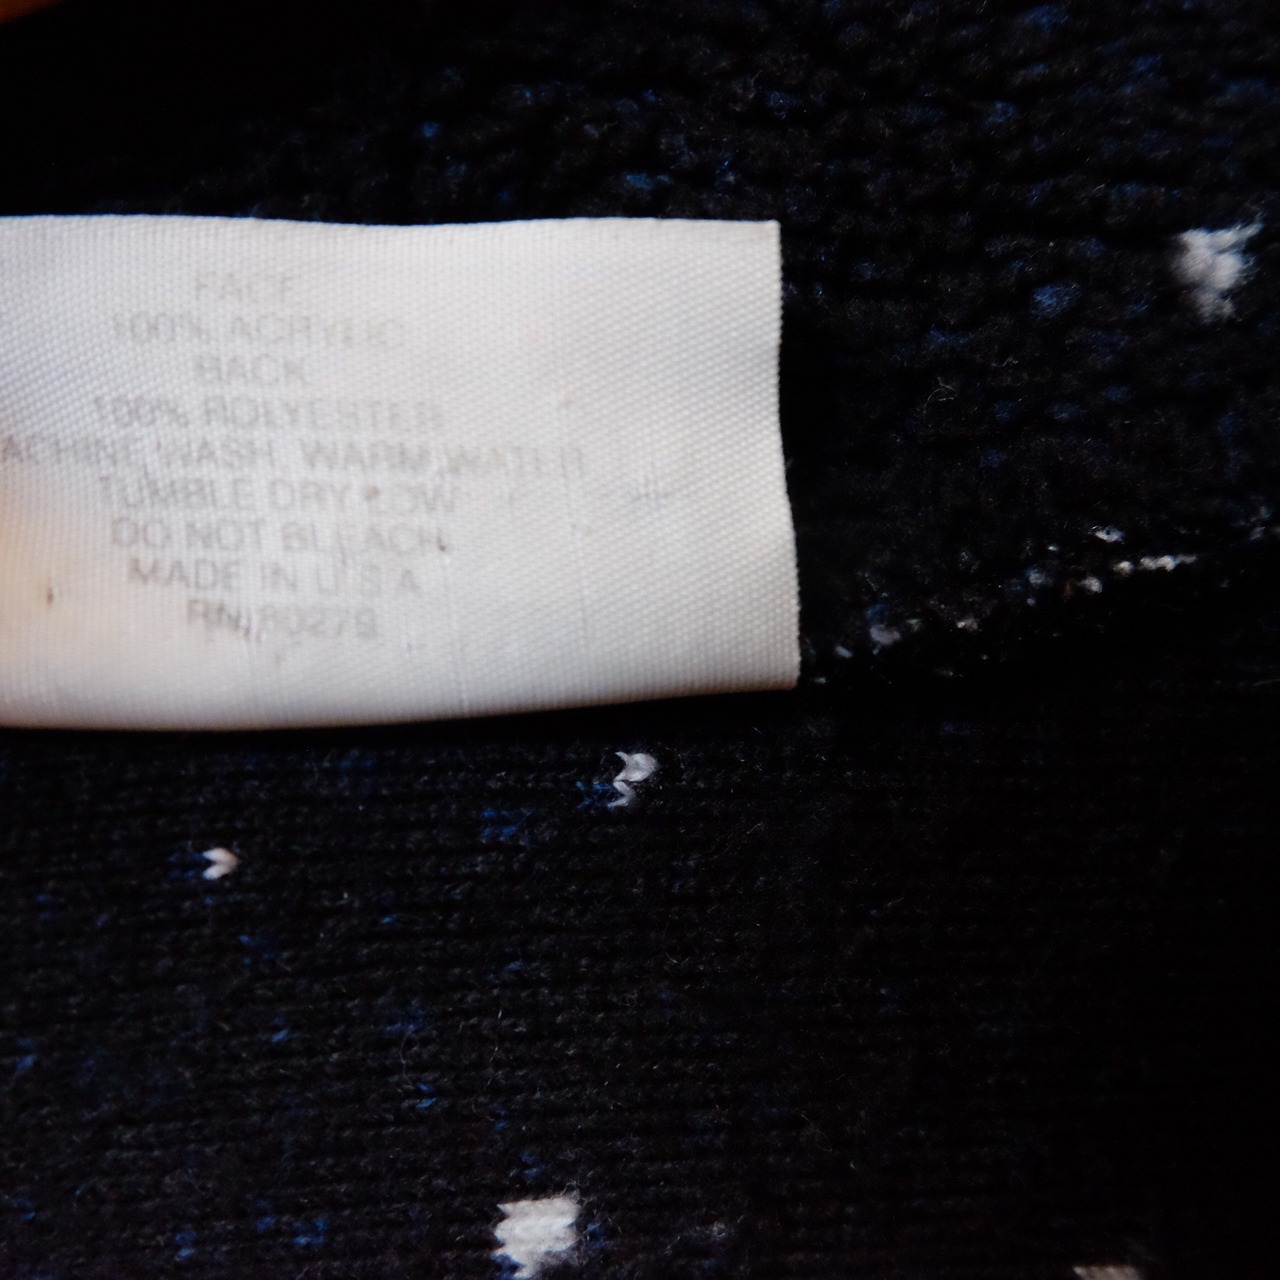 FACE
100% ACRYLIC
BACK
100% POLYESTER
ACHINE WASH, WARM WATER
TUMBLE DRY LOW
DO NOT BLEACH
MADE IN U S A
RN